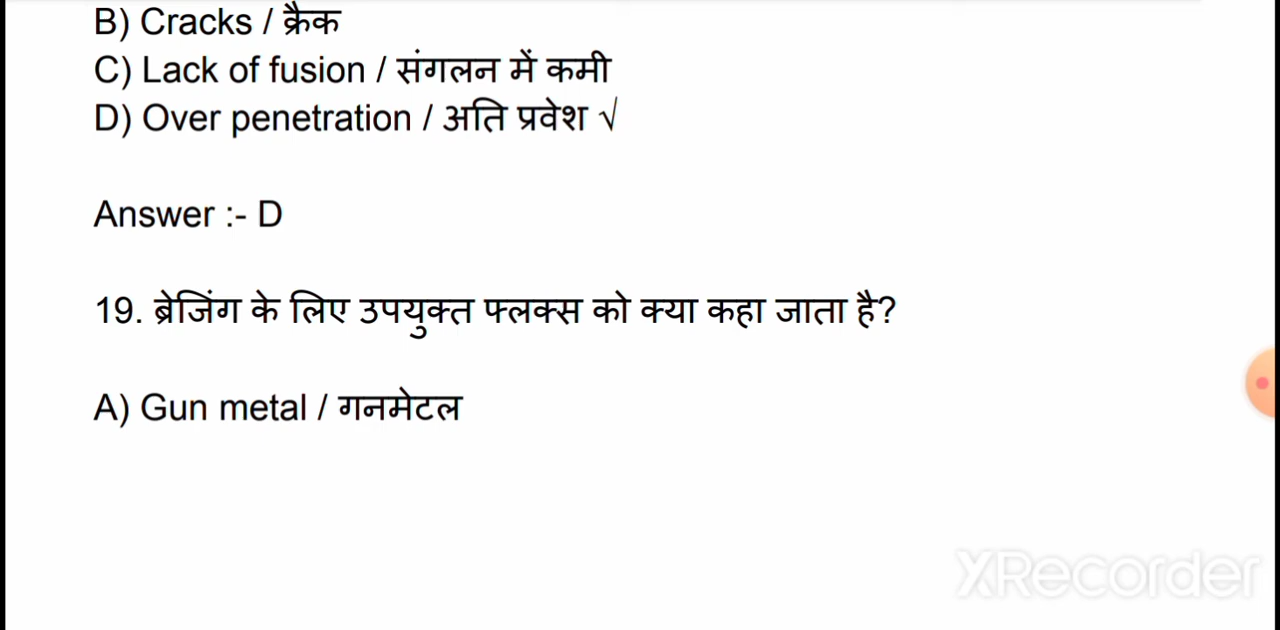 B) Cracks / क्रैक
C) Lack of fusion / संगलन में कमी
D) Over penetration / अति प्रवेश √
Answer :- D
19. ब्रेजिंग के लिए उपयुक्त फ्लक्स को क्या कहा जाता है?
A) Gun metal / गनमेटल
XRecorder